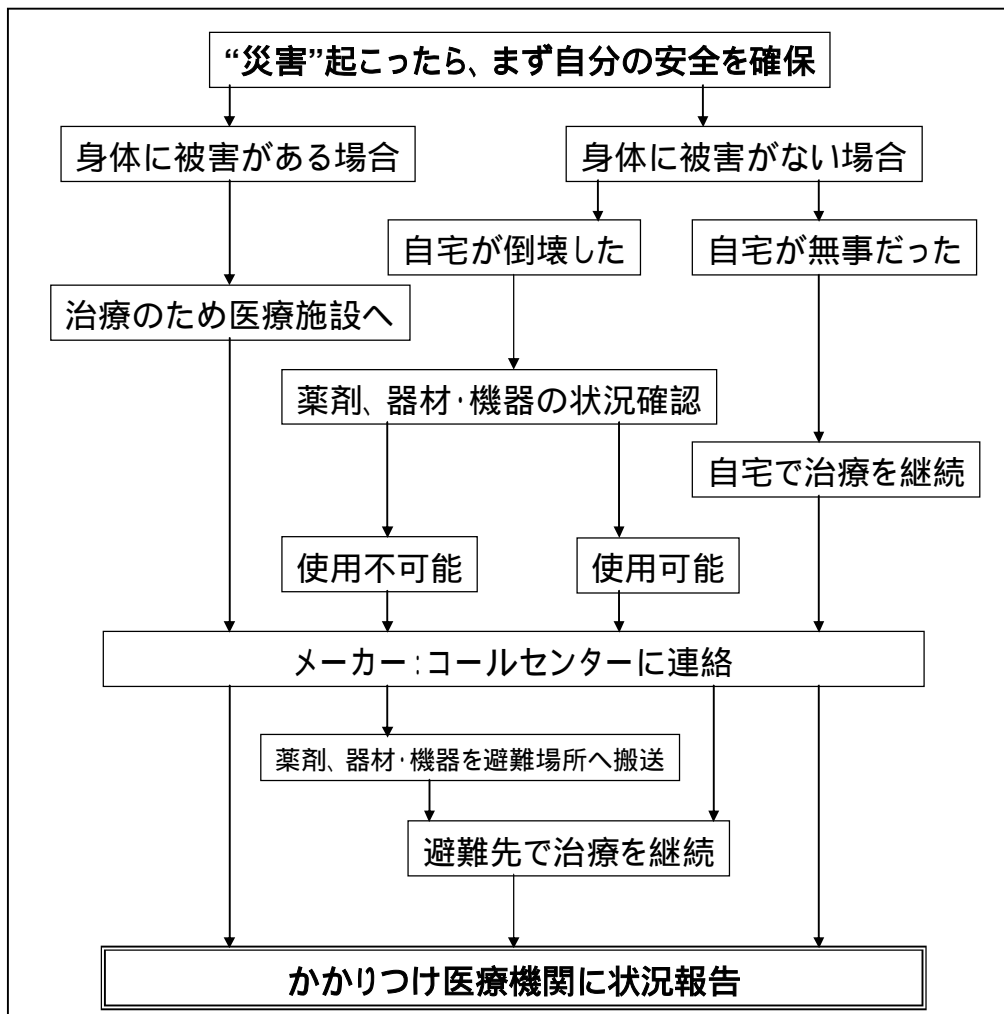 “災害”起こったら、まず自分の安全を確保
身体に被害がある場合
身体に被害がない場合
自宅が倒壊した
自宅が無事だった
治療のため医療施設へ
薬剤、器材･機器の状況確認
自宅で治療を継続
使用不可能
使用可能
メーカー:コールセンターに連絡
薬剤、器材･機器を避難場所へ搬送
避難先で治療を継続
かかりつけ医療機関に状況報告